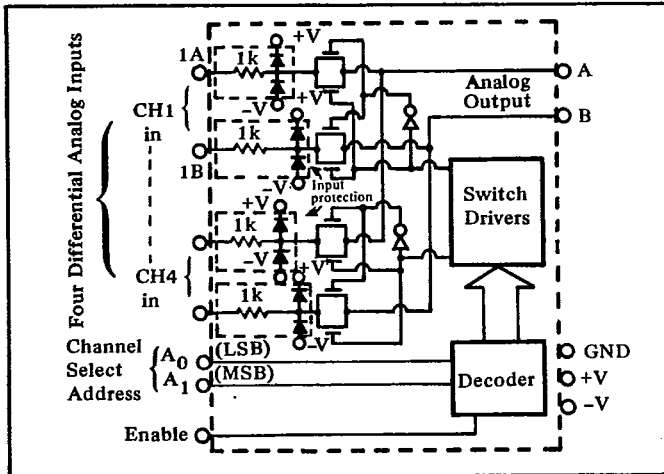 Four Differential Analog Inputs
1A
CH1
in
1B
CH4
in
1k
+V
−V
1k
+V
−V
Input
protection
1k
+V
−V
1k
+V
−V
A
Analog
Output
B
Switch
Drivers
Channel
Select
Address
A0 (LSB)
A1 (MSB)
Decoder
GND
+V
−V
Enable